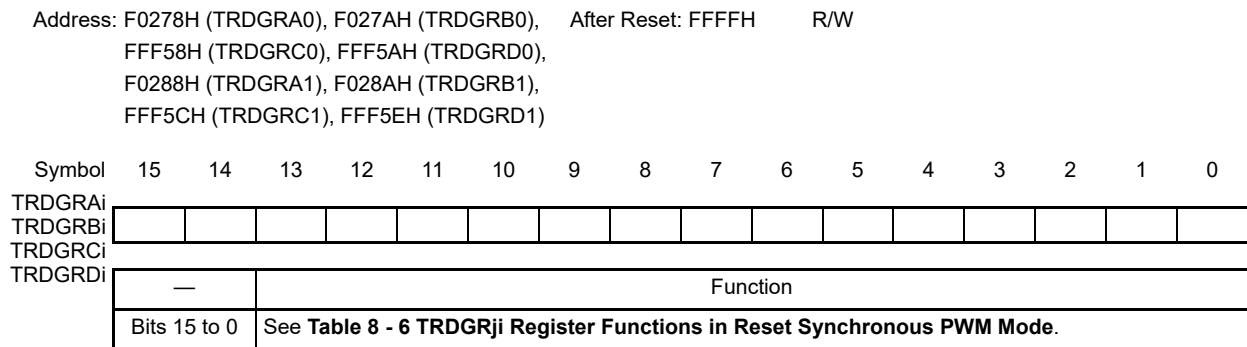 Address: F0278H (TRDGRA0), F027AH (TRDGRB0), After Reset: FFFFH R/W
FFF58H (TRDGRC0), FFF5AH (TRDGRD0),
F0288H (TRDGRA1), F028AH (TRDGRB1),
FFF5CH (TRDGRC1), FFF5EH (TRDGRD1)
Symbol 15 14 13 12 11 10 9 8 7 6 5 4 3 2 1 0
TRDGRAi
TRDGRBi
TRDGRCi
TRDGRDi
— Function
Bits 15 to 0 See Table 8 - 6 TRDGRji Register Functions in Reset Synchronous PWM Mode.